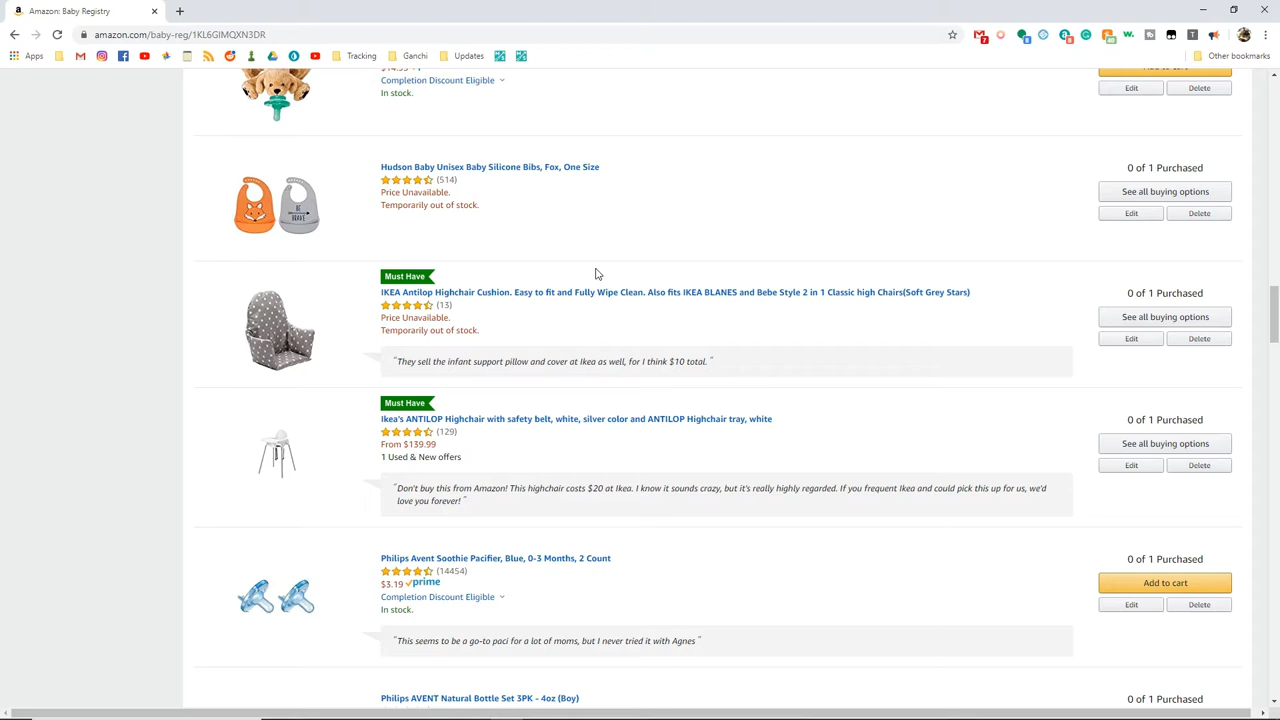 Amazon: Baby Registry
amazon.com/baby-reg/1KL6GIMQXN3DR
Apps
Tracking
Ganchi
Updates
Other bookmarks
Completion Discount Eligible
In stock.
Add to cart
Edit
Delete
Hudson Baby Unisex Baby Silicone Bibs, Fox, One Size
(514)
Price Unavailable.
Temporarily out of stock.
BE
BRAVE
0 of 1 Purchased
See all buying options
Edit
Delete
Must Have
IKEA Antilop Highchair Cushion. Easy to fit and Fully Wipe Clean. Also fits IKEA BLANES and Bebe Style 2 in 1 Classic high Chairs(Soft Grey Stars)
(13)
Price Unavailable.
Temporarily out of stock.
"They sell the infant support pillow and cover at Ikea as well, for I think $10 total. "
0 of 1 Purchased
See all buying options
Edit
Delete
Must Have
Ikea's ANTILOP Highchair with safety belt, white, silver color and ANTILOP Highchair tray, white
(129)
From $139.99
1 Used & New offers
"Don't buy this from Amazon! This highchair costs $20 at Ikea. I know it sounds crazy, but it's really highly regarded. If you frequent Ikea and could pick this up for us, we'd
love you forever! "
0 of 1 Purchased
See all buying options
Edit
Delete
Philips Avent Soothie Pacifier, Blue, 0-3 Months, 2 Count
(14454)
$3.19 prime
Completion Discount Eligible
In stock.
"This seems to be a go-to paci for a lot of moms, but I never tried it with Agnes "
0 of 1 Purchased
Add to cart
Edit
Delete
Philips AVENT Natural Bottle Set 3PK - 4oz (Boy)
0 of 1 Purchased